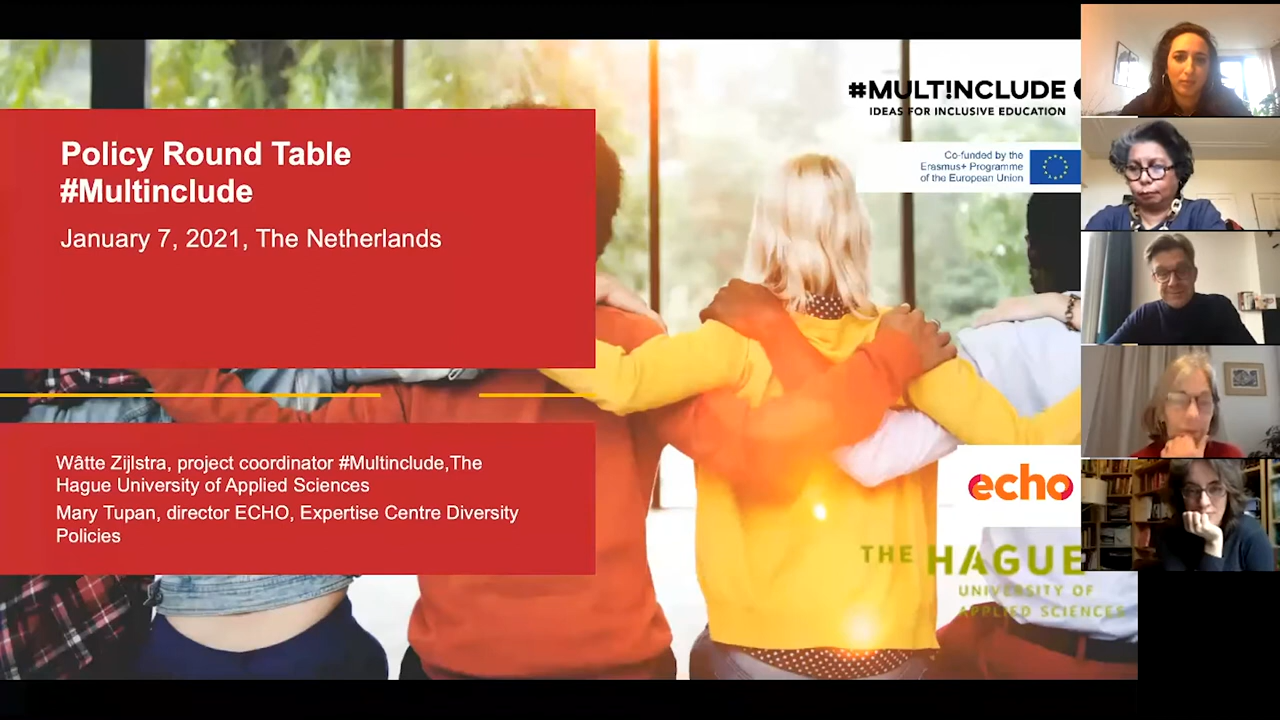 Policy Round Table
#Multinclude
January 7, 2021, The Netherlands
Wâtte Zijlstra, project coordinator #Multinclude,The
Hague University of Applied Sciences
Mary Tupan, director ECHO, Expertise Centre Diversity
Policies
#MULT!NCLUDE
IDEAS FOR INCLUSIVE EDUCATION
Co-funded by the
Erasmus+ Programme
of the European Union
echo
THE HAGUE
UNIVERSITY OF
APPLIED SCIENCES